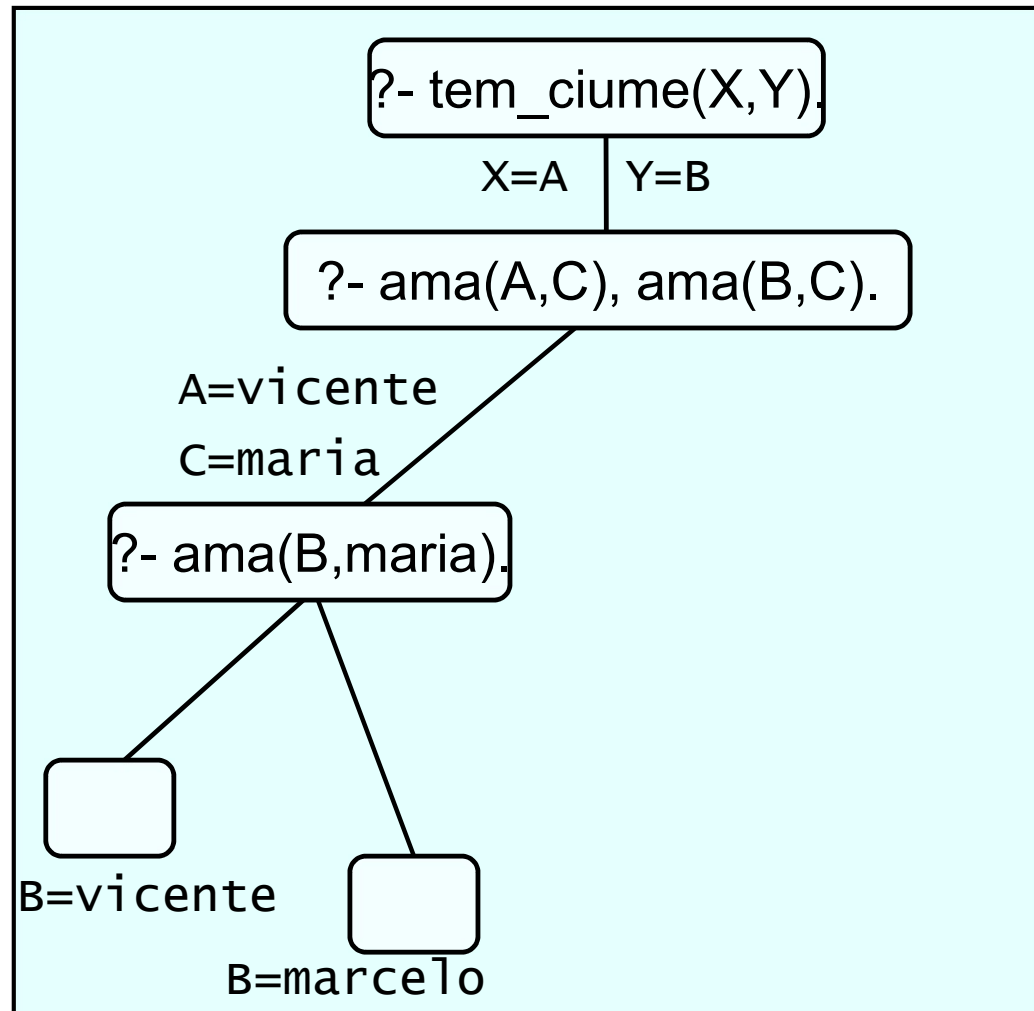 ?- tem_ciume(X,Y).
X=A Y=B
?- ama(A,C), ama(B,C).
A=vicente
C=maria
?- ama(B,maria).
B=vicente
B=marcelo